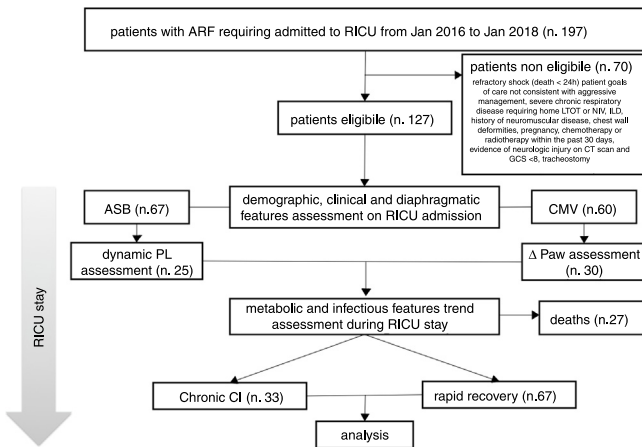 patients with ARF requiring admitted to RICU from Jan 2016 to Jan 2018 (n. 197)
patients non eligibile (n. 70)
refractory shock (death < 24h) patient goals
of care not consistent with aggressive
management, severe chronic respiratory
disease requiring home LTOT or NIV, ILD,
history of neuromuscular disease, chest wall
deformities, pregnancy, chemotherapy or
radiotherapy within the past 30 days,
evidence of neurologic injury on CT scan and
GCS <8, tracheostomy
patients eligibile (n. 127)
ASB (n.67)
demographic, clinical and diaphragmatic
features assessment on RICU admission
CMV (n.60)
dynamic PL
assessment (n. 25)
Δ Paw assessment
(n. 30)
metabolic and infectious features trend
assessment during RICU stay
deaths (n.27)
RICU stay
Chronic CI (n. 33)
rapid recovery (n.67)
analysis